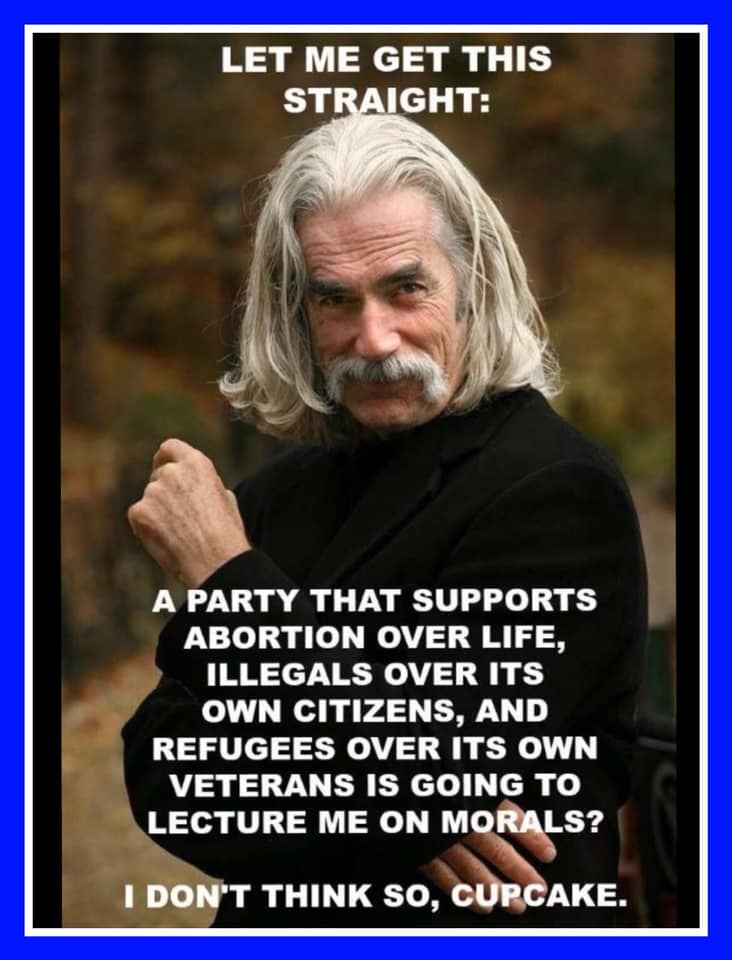 LET ME GET THIS
STRAIGHT:
A PARTY THAT SUPPORTS
ABORTION OVER LIFE,
ILLEGALS OVER ITS
OWN CITIZENS, AND
REFUGEES OVER ITS OWN
VETERANS IS GOING TO
LECTURE ME ON MORALS?
I DON'T THINK SO, CUPCAKE.